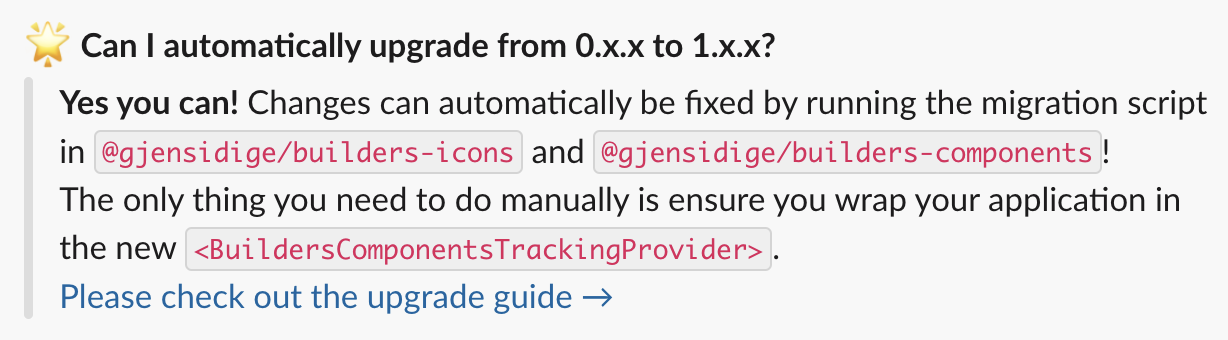 🌟 Can I automatically upgrade from 0.x.x to 1.x.x?
Yes you can! Changes can automatically be fixed by running the migration script
in @gjensidige/builders-icons and @gjensidige/builders-components!
The only thing you need to do manually is ensure you wrap your application in
the new <BuildersComponentsTrackingProvider>.
Please check out the upgrade guide →